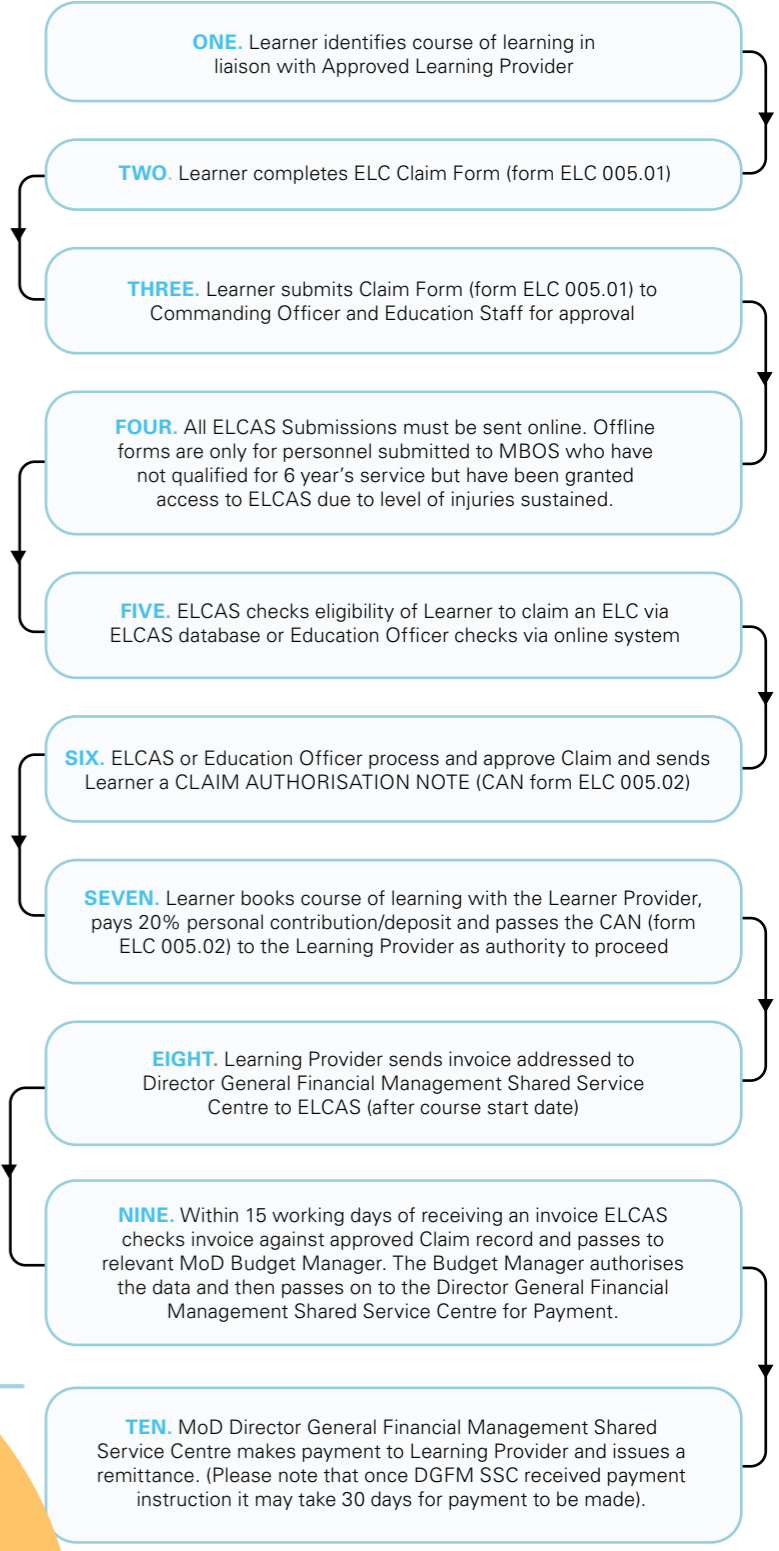 ONE. Learner identifies course of learning in
liaison with Approved Learning Provider
TWO. Learner completes ELC Claim Form (form ELC 005.01)
THREE. Learner submits Claim Form (form ELC 005.01) to
Commanding Officer and Education Staff for approval
FOUR. All ELCAS Submissions must be sent online. Offline
forms are only for personnel submitted to MBOS who have
not qualified for 6 year's service but have been granted
access to ELCAS due to level of injuries sustained.
FIVE. ELCAS checks eligibility of Learner to claim an ELC via
ELCAS database or Education Officer checks via online system
SIX. ELCAS or Education Officer process and approve Claim and sends
Learner a CLAIM AUTHORISATION NOTE (CAN form ELC 005.02)
SEVEN. Learner books course of learning with the Learner Provider,
pays 20% personal contribution/deposit and passes the CAN (form
ELC 005.02) to the Learning Provider as authority to proceed
EIGHT. Learning Provider sends invoice addressed to
Director General Financial Management Shared Service
Centre to ELCAS (after course start date)
NINE. Within 15 working days of receiving an invoice ELCAS
checks invoice against approved Claim record and passes to
relevant MoD Budget Manager. The Budget Manager authorises
the data and then passes on to the Director General Financial
Management Shared Service Centre for Payment.
TEN. MoD Director General Financial Management Shared
Service Centre makes payment to Learning Provider and issues a
remittance. (Please note that once DGFM SSC received payment
instruction it may take 30 days for payment to be made).